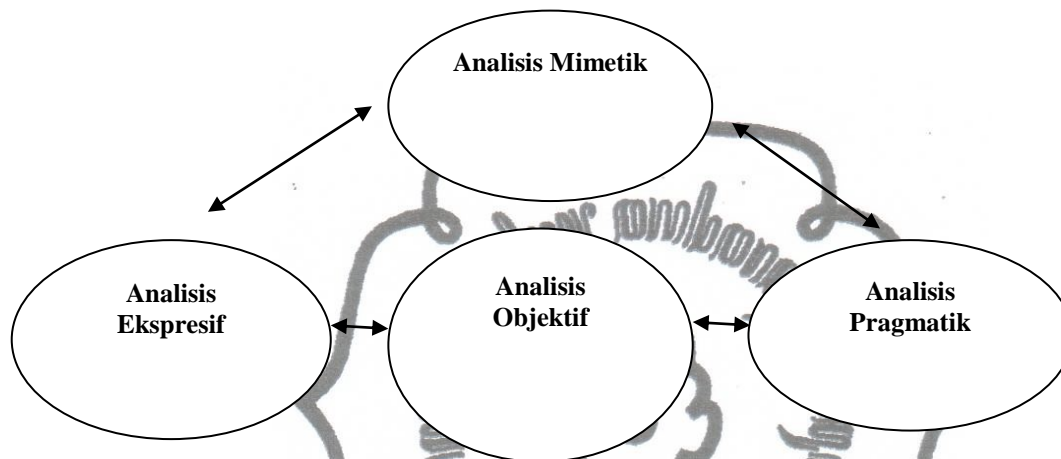 Analisis Mimetik
Analisis
Ekspresif
Analisis
Objektif
Analisis
Pragmatik